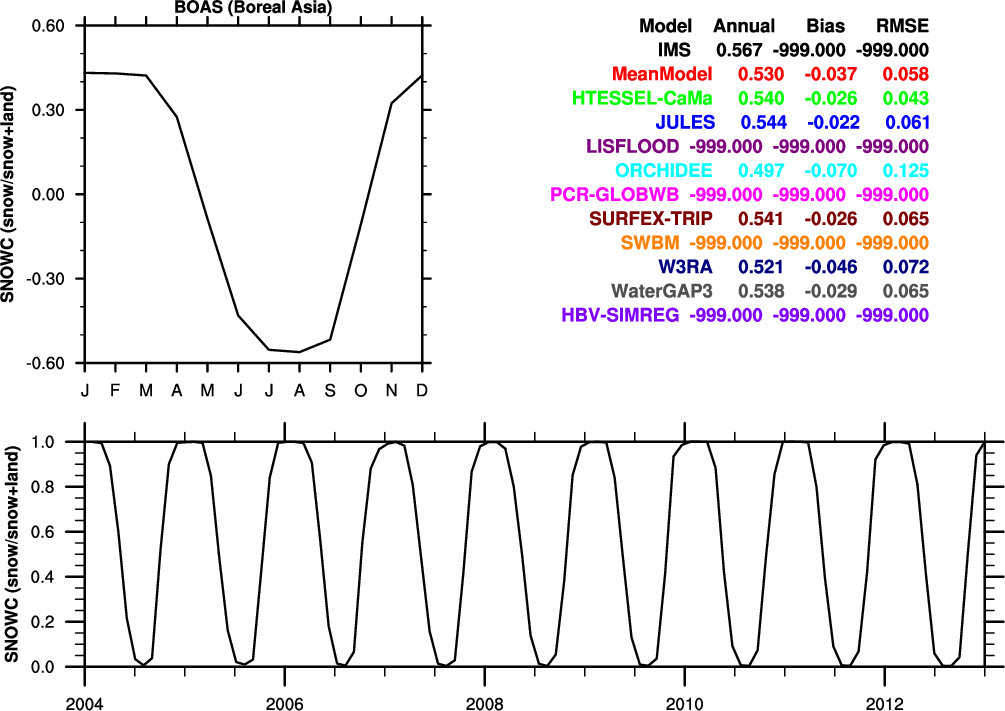 BOAS (Boreal Asia)
SNOWC (snow/snow+land)
0.60
0.30
0.00
-0.30
-0.60
J F M A M J J A S O N D
Model Annual Bias RMSE
IMS 0.567 -999.000 -999.000
MeanModel 0.530 -0.037 0.058
HTESSEL-CaMa 0.540 -0.026 0.043
JULES 0.544 -0.022 0.061
LISFLOOD -999.000 -999.000 -999.000
ORCHIDEE 0.497 -0.070 0.125
PCR-GLOBWB -999.000 -999.000 -999.000
SURFEX-TRIP 0.541 -0.026 0.065
SWBM -999.000 -999.000 -999.000
W3RA 0.521 -0.046 0.072
WaterGAP3 0.538 -0.029 0.065
HBV-SIMREG -999.000 -999.000 -999.000
SNOWC (snow/snow+land)
1.0
0.8
0.6
0.4
0.2
0.0
2004 2006 2008 2010 2012